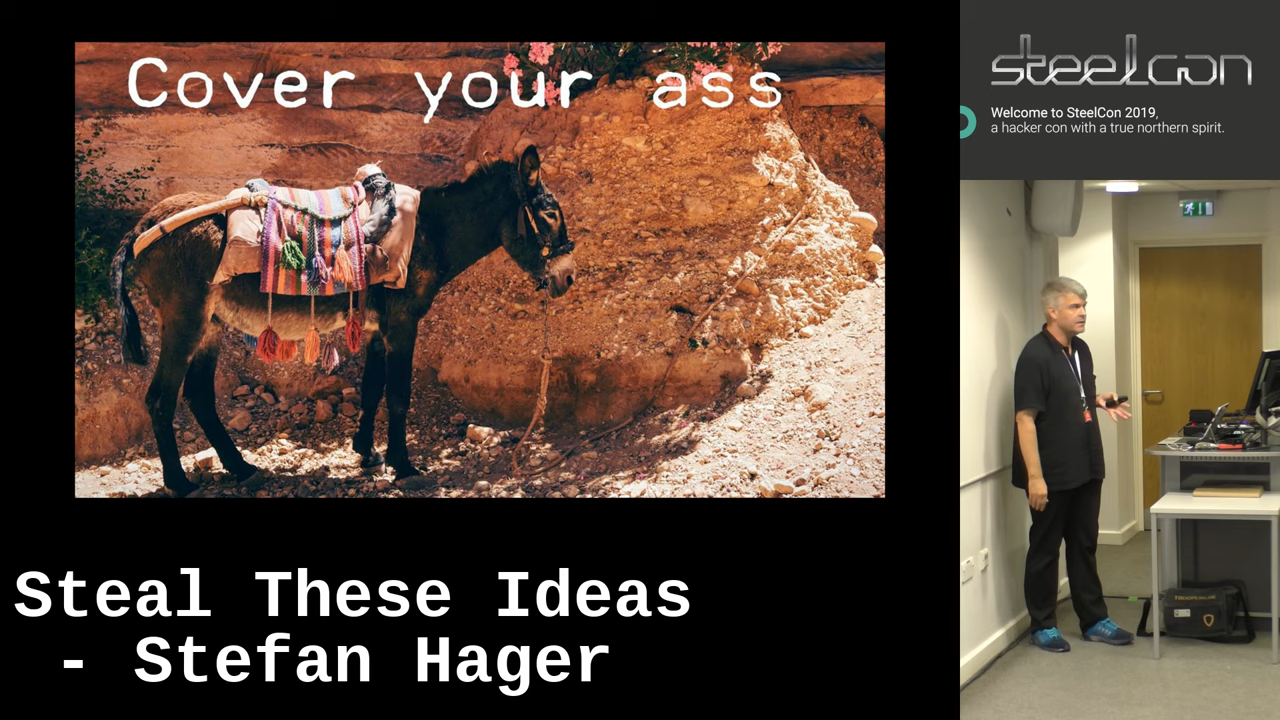 Cover your ass
steelcon
Welcome to SteelCon 2019,
a hacker con with a true northern spirit.
Steal These Ideas
- Stefan Hager